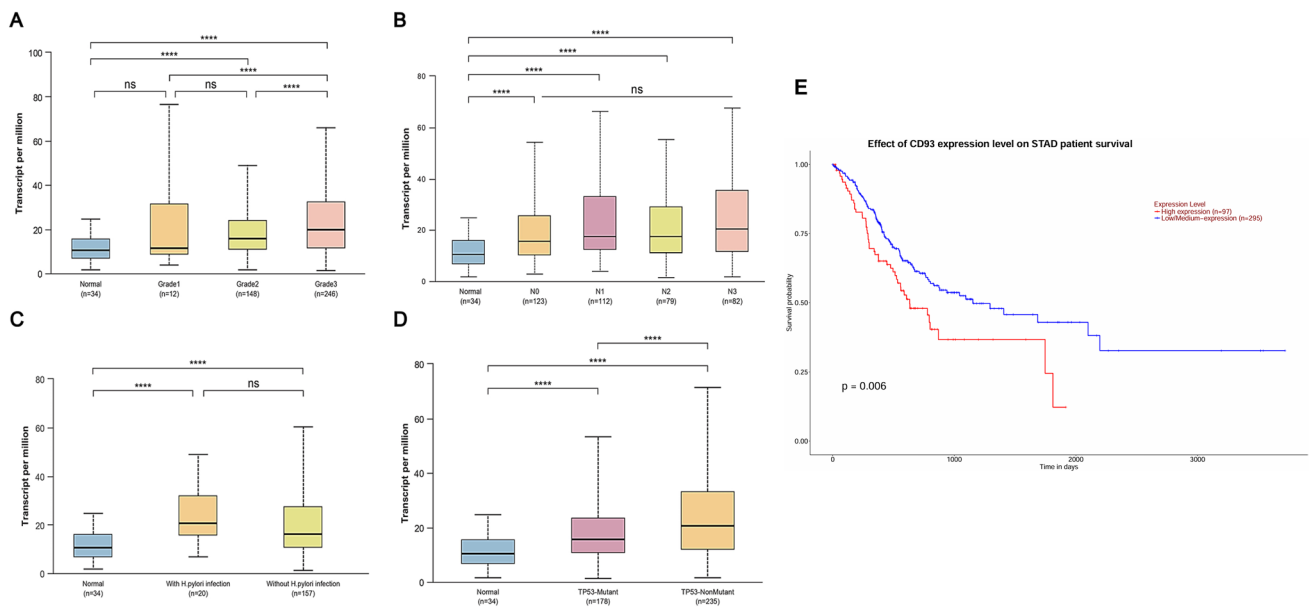 A
****
****
****
ns
ns
****
Transcript per million
100
80
60
40
20
0
Normal
(n=34)
Grade1
(n=12)
Grade2
(n=148)
Grade3
(n=246)
B
****
****
****
****
ns
Transcript per million
80
60
40
20
0
Normal
(n=34)
N0
(n=123)
N1
(n=112)
N2
(n=79)
N3
(n=82)
C
****
****
ns
Transcript per million
80
60
40
20
0
Normal
(n=34)
With H.pylori infection
(n=20)
Without H.pylori infection
(n=157)
D
****
****
****
Transcript per million
80
60
40
20
0
Normal
(n=34)
TP53-Mutant
(n=178)
TP53-NonMutant
(n=235)
E
Effect of CD93 expression level on STAD patient survival
Expression Level
High expression (n=97)
Low/Medium-expression (n=295)
Survival probability
1.00
0.75
0.50
0.25
0.00
p = 0.006
0
1000
2000
3000
Time in days